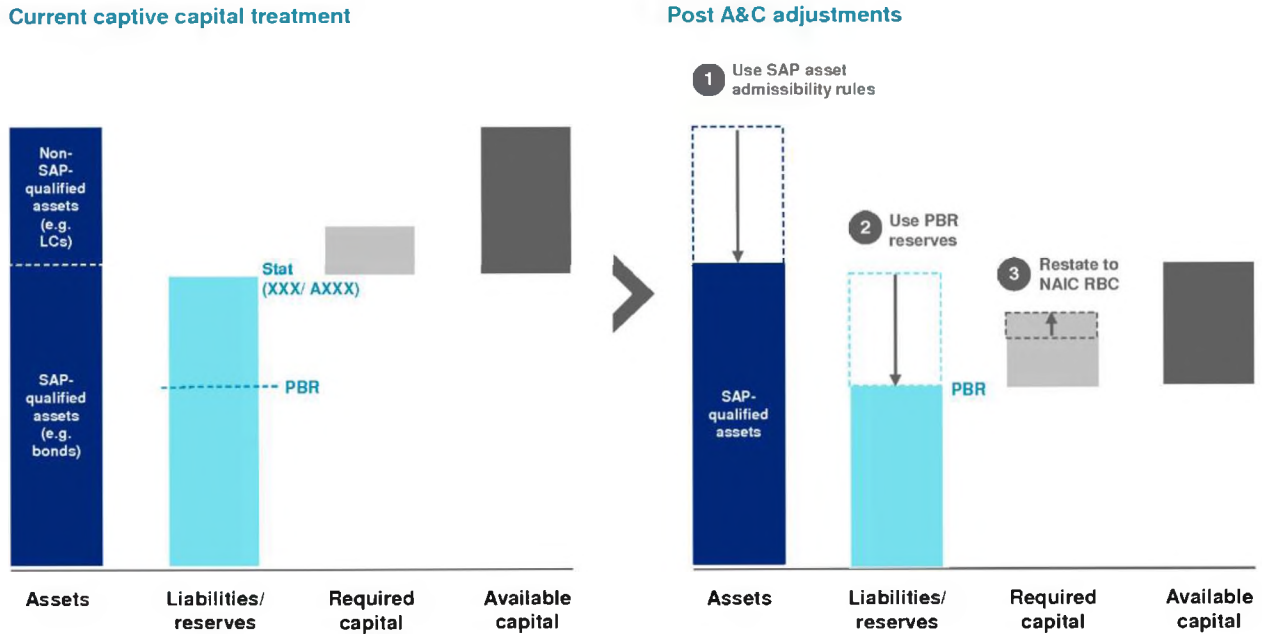 Current captive capital treatment
Non-
SAP-
qualified
assets
(e.g.
LCs)
SAP-
qualified
assets
(e.g.
bonds)
Stat
(XXX/ AXXX)
PBR
Assets
Liabilities/
reserves
Required
capital
Available
capital
Post A&C adjustments
1
Use SAP asset
admissibility rules
2
Use PBR
reserves
3
Restate to
NAIC RBC
SAP-
qualified
assets
PBR
Assets
Liabilities/
reserves
Required
capital
Available
capital